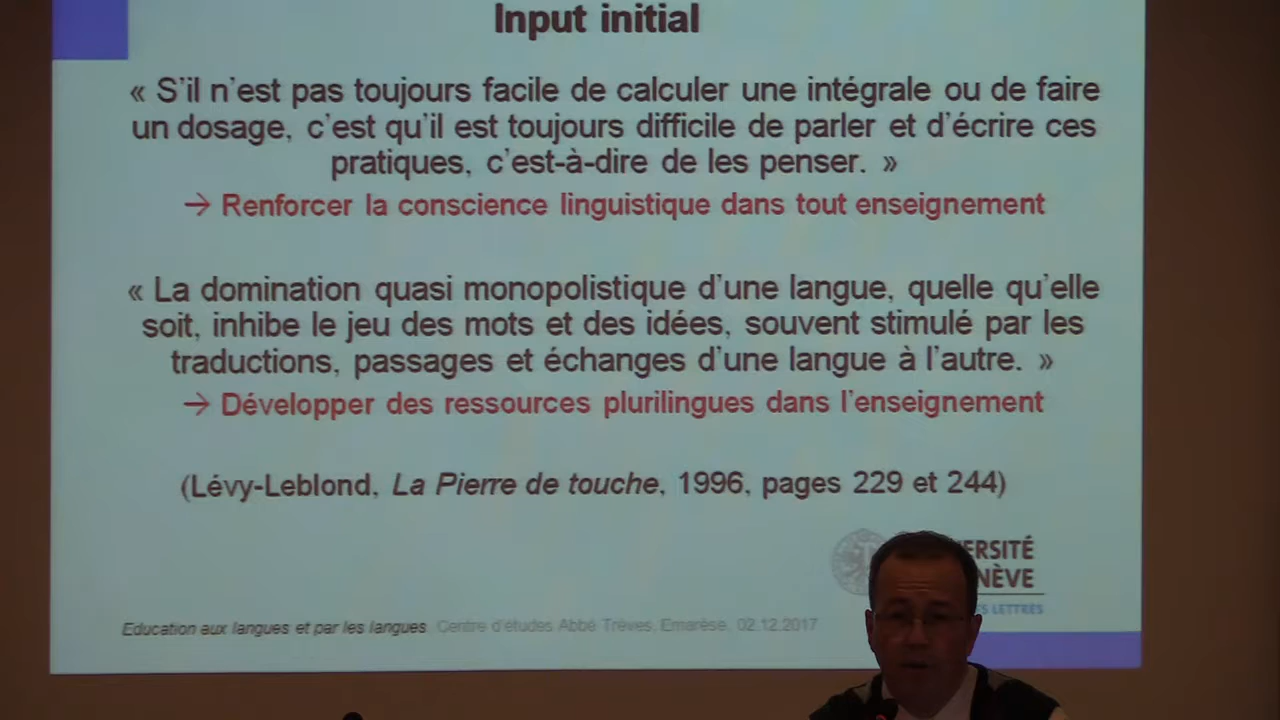 Input initial
« S'il n'est pas toujours facile de calculer une intégrale ou de faire
un dosage, c'est qu'il est toujours difficile de parler et d'écrire ces
pratiques, c'est-à-dire de les penser. »
→ Renforcer la conscience linguistique dans tout enseignement
« La domination quasi monopolistique d'une langue, quelle qu'elle
soit, inhibe le jeu des mots et des idées, souvent stimulé par les
traductions, passages et échanges d'une langue à l'autre. »
→ Développer des ressources plurilingues dans l'enseignement
(Lévy-Leblond, La Pierre de touche, 1996, pages 229 et 244)
ERSITÉ
NÈVE
S LETTRES
Education aux langues et par les langues. Centre d'études Abbé Trèves, Emarèse, 02.12.2017